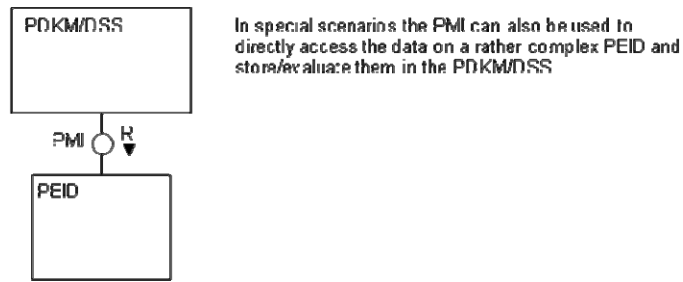 PDKM/DSS
In special scenarios the PMI can also be used to
directly access the data on a rather complex PEID and
store/evaluate them in the PDKM/DSS
PMI
R
PEID